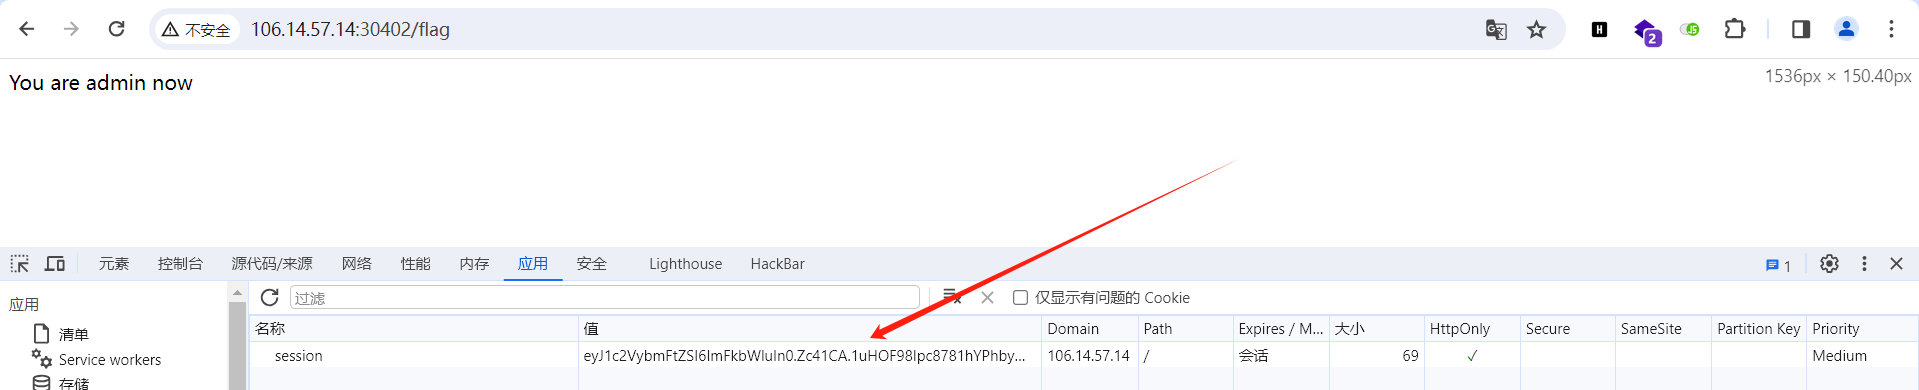 不安全 106.14.57.14:30402/flag
2
You are admin now
1536px × 150.40px
元素 控制台 源代码/来源 网络 性能 内存 应用 安全 Lighthouse HackBar 1
应用
过滤 仅显示有问题的 Cookie
名称 值 Domain Path Expires / M... 大小 HttpOnly Secure SameSite Partition Key Priority
清单
session eyJ1c2VybmFtZSI6ImFkbWluIn0.Zc41CA.1uHOF98lpc8781hYPhby... 106.14.57.14 / 会话 69 ✓ Medium
Service workers
存储